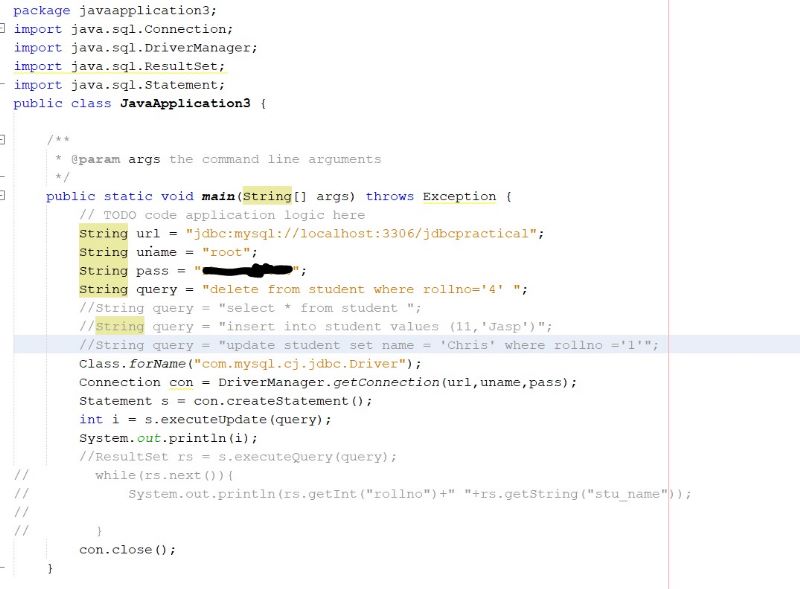 package javaapplication3;
import java.sql.Connection;
import java.sql.DriverManager;
import java.sql.ResultSet;
import java.sql.Statement;
public class JavaApplication3 {
/**
* @param args the command line arguments
*/
public static void main(String[] args) throws Exception {
// TODO code application logic here
String url = "jdbc:mysql://localhost:3306/jdbcpractical";
String uname = "root";
String pass = "";
String query = "delete from student where rollno='4' ";
//String query = "select * from student ";
//String query = "insert into student values (11,'Jasp')";
//String query = "update student set name = 'Chris' where rollno ='1'";
Class.forName("com.mysql.cj.jdbc.Driver");
Connection con = DriverManager.getConnection(url,uname,pass);
Statement s = con.createStatement();
int i = s.executeUpdate(query);
System.out.println(i);
//ResultSet rs = s.executeQuery(query);
// while(rs.next()){
// System.out.println(rs.getInt("rollno")+" "+rs.getString("stu_name"));
//
// }
con.close();
}